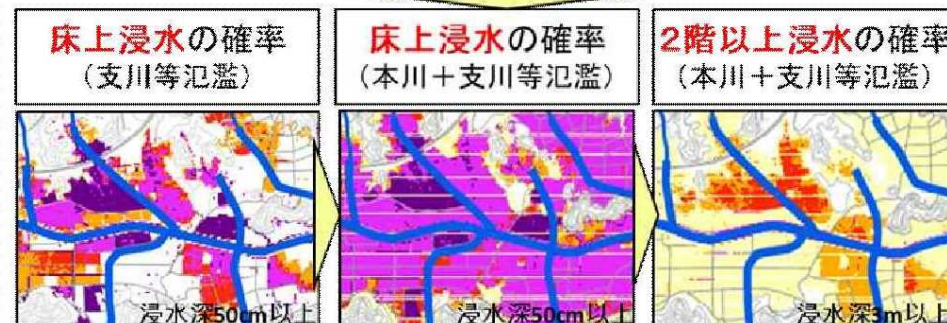 床上浸水の確率
（支川等氾濫）
床上浸水の確率
（本川＋支川等氾濫）
2階以上浸水の確率
（本川＋支川等氾濫）
浸水深50cm以上
浸水深50cm以上
浸水深3m以上